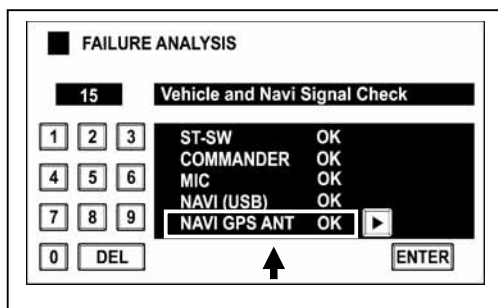 FAILURE ANALYSIS
15 Vehicle and Navi Signal Check
1 2 3
4 5 6
7 8 9
0 DEL
ST-SW OK
COMMANDER OK
MIC OK
NAVI (USB) OK
NAVI GPS ANT OK
ENTER